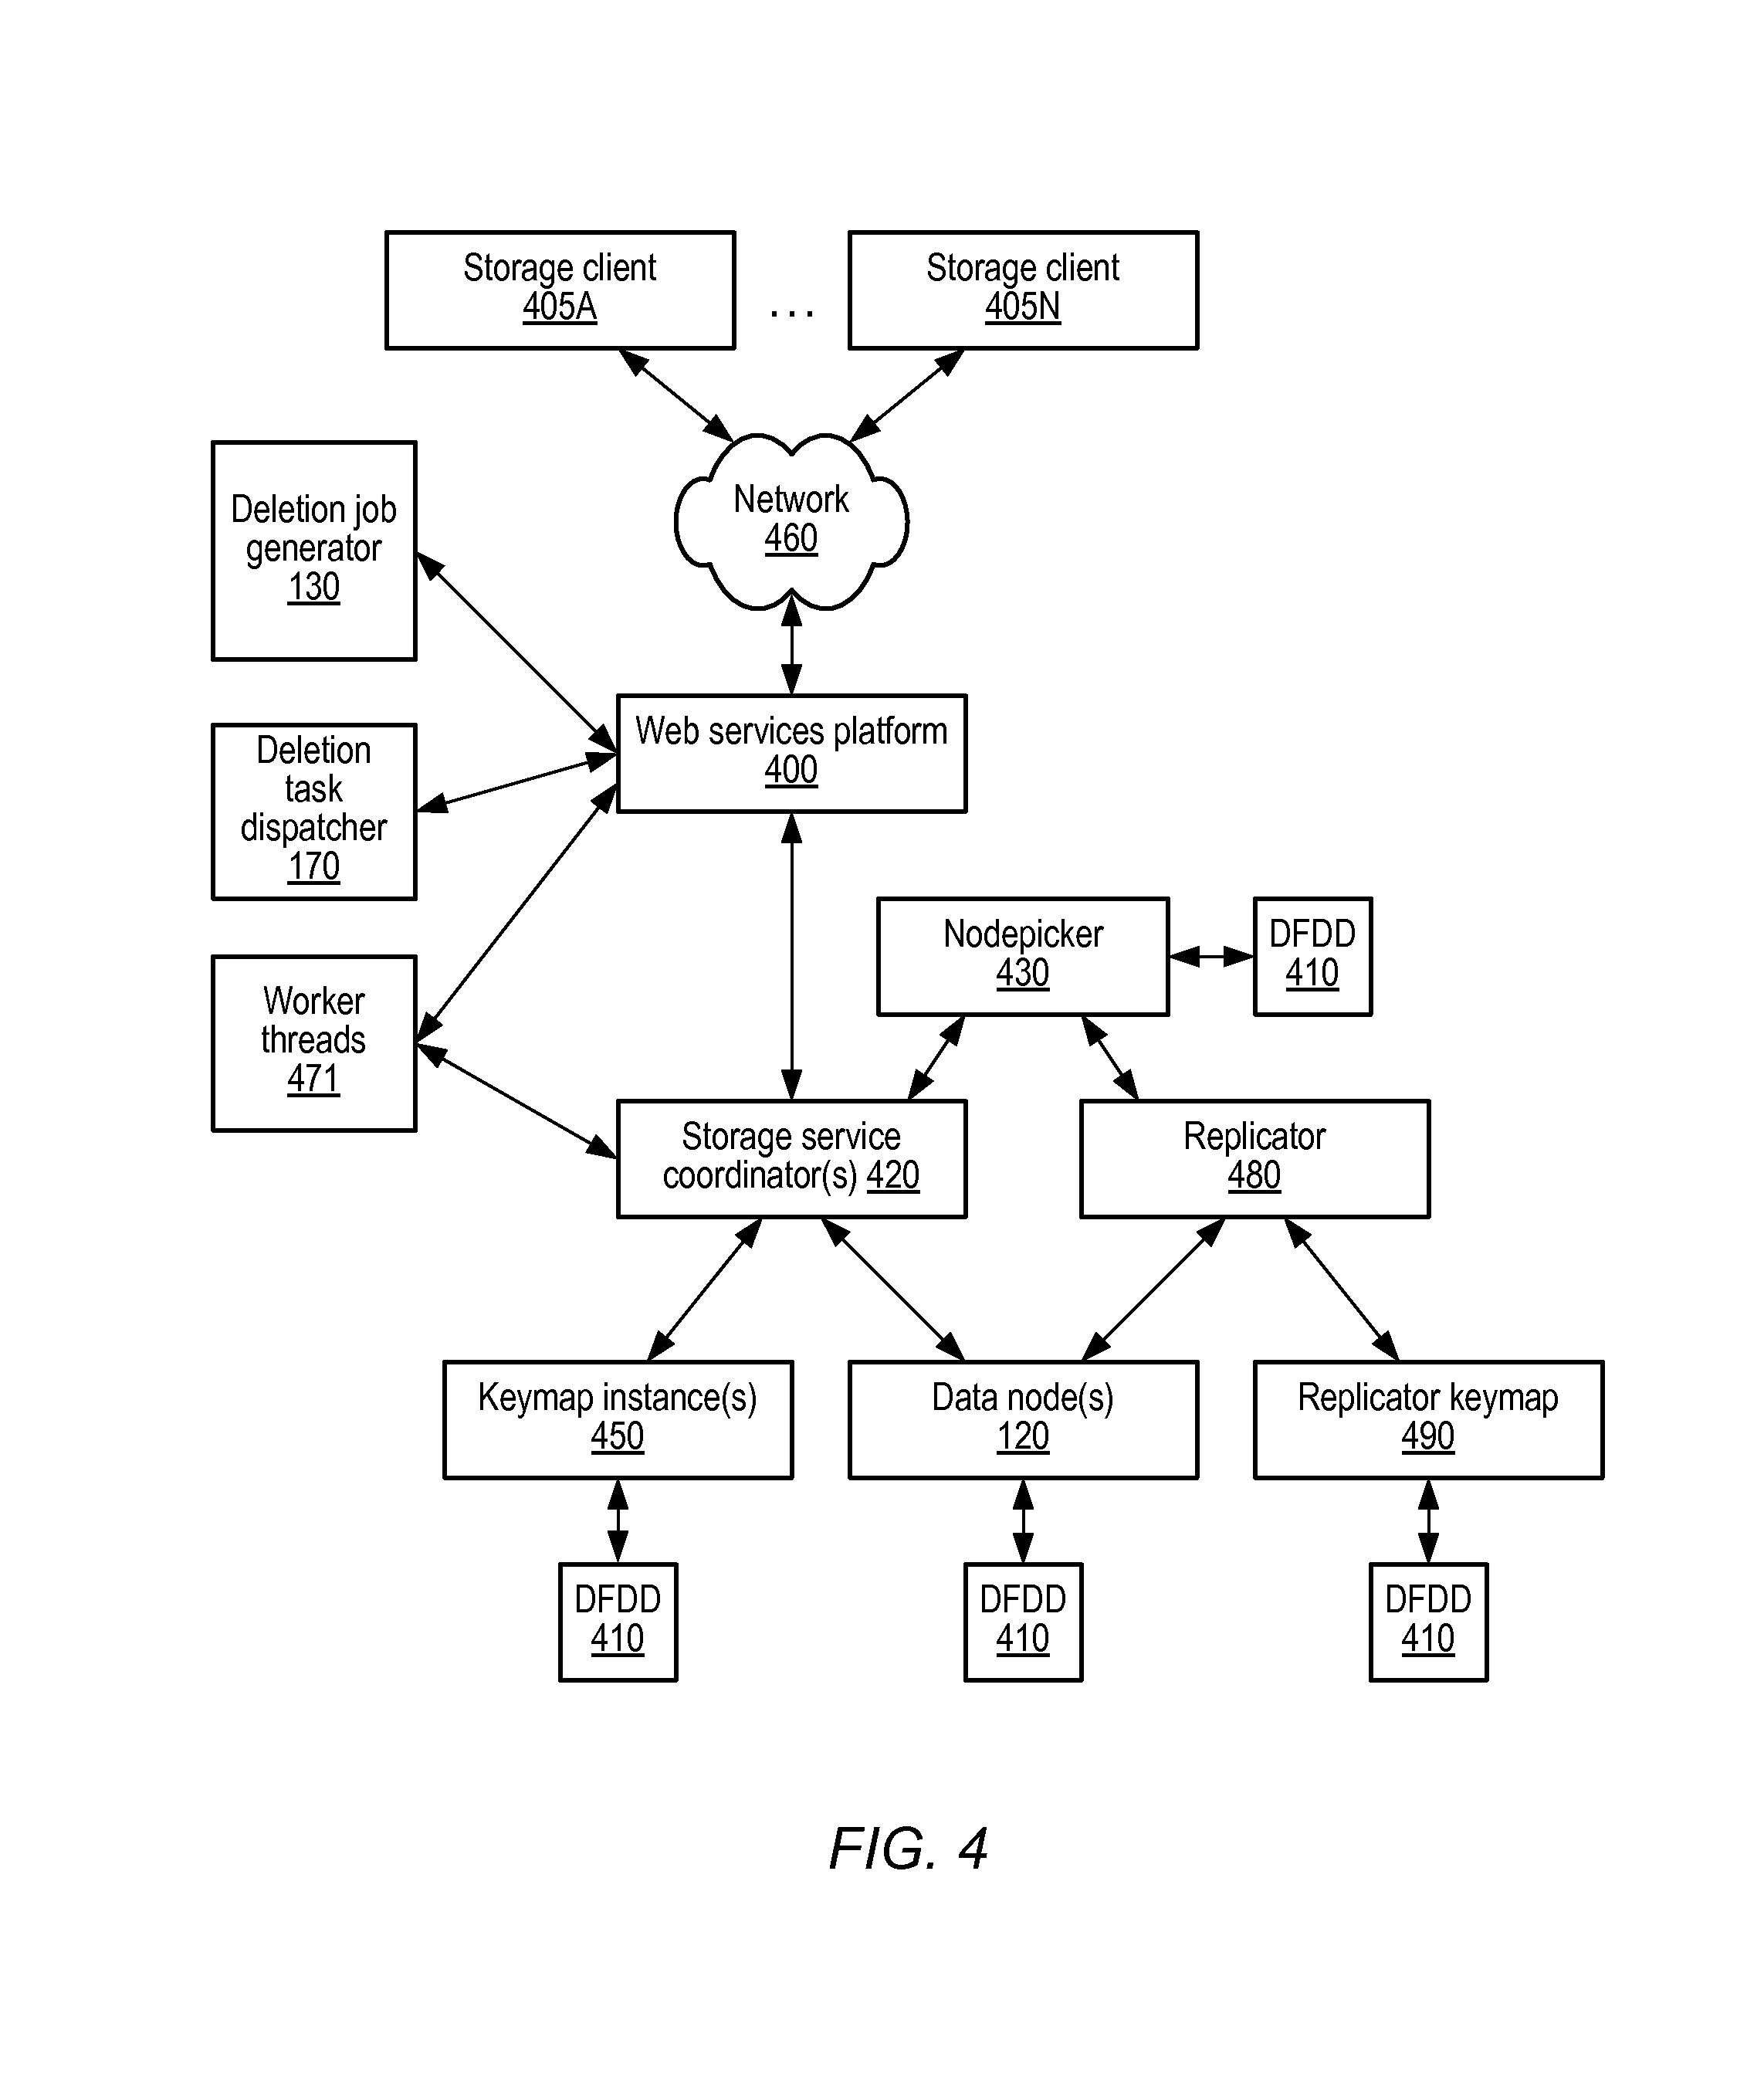 Storage client
405A
...
Storage client
405N
Network
460
Deletion job
generator
130
Web services platform
400
Deletion
task
dispatcher
170
Nodepicker
430
DFDD
410
Worker
threads
471
Storage service
coordinator(s) 420
Replicator
480
Keymap instance(s)
450
Data node(s)
120
Replicator keymap
490
DFDD
410
DFDD
410
DFDD
410
FIG. 4